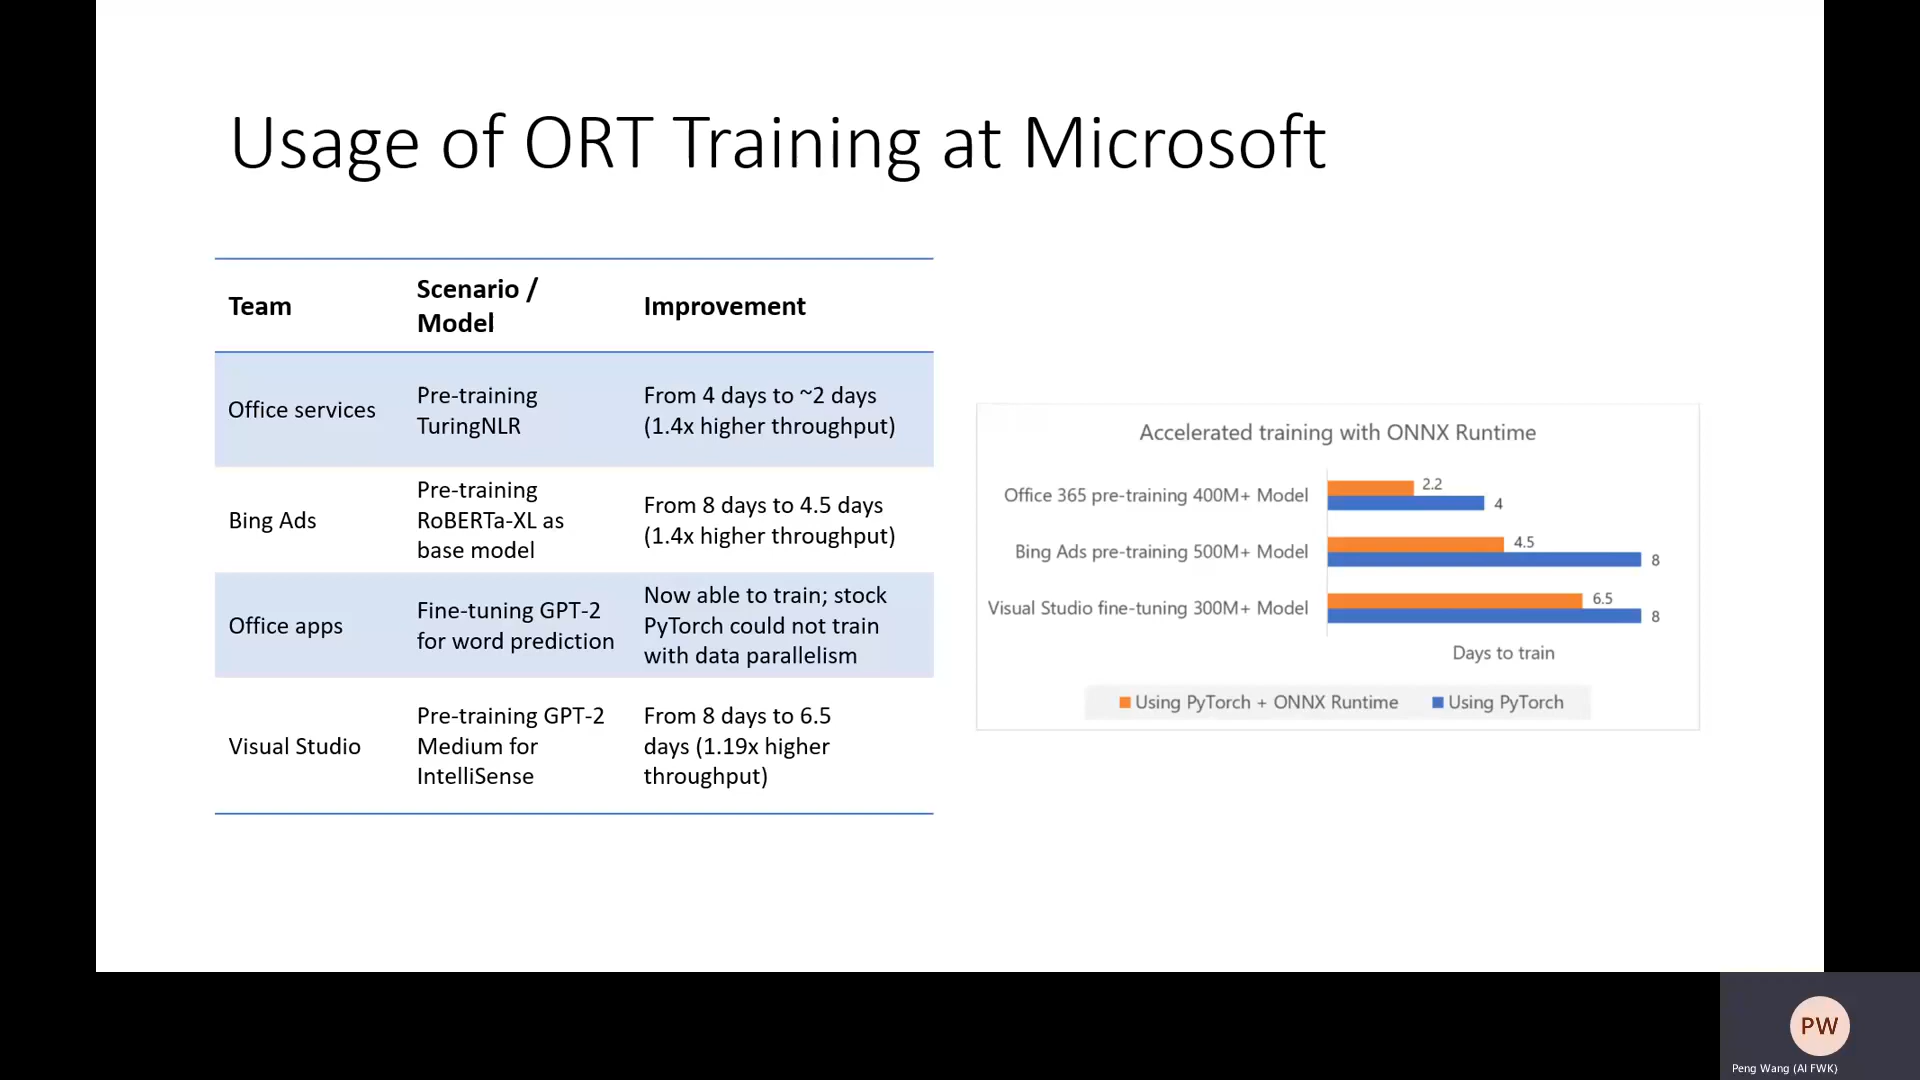 Usage of ORT Training at Microsoft
Team
Scenario /
Model
Improvement
Office services
Pre-training
TuringNLR
From 4 days to ~2 days
(1.4x higher throughput)
Bing Ads
Pre-training
RoBERTa-XL as
base model
From 8 days to 4.5 days
(1.4x higher throughput)
Office apps
Fine-tuning GPT-2
for word prediction
Now able to train; stock
PyTorch could not train
with data parallelism
Visual Studio
Pre-training GPT-2
Medium for
IntelliSense
From 8 days to 6.5
days (1.19x higher
throughput)
Accelerated training with ONNX Runtime
Office 365 pre-training 400M+ Model
2.2
4
Bing Ads pre-training 500M+ Model
4.5
8
Visual Studio fine-tuning 300M+ Model
6.5
8
Days to train
Using PyTorch + ONNX Runtime
Using PyTorch
PW
Peng Wang (AI FWK)